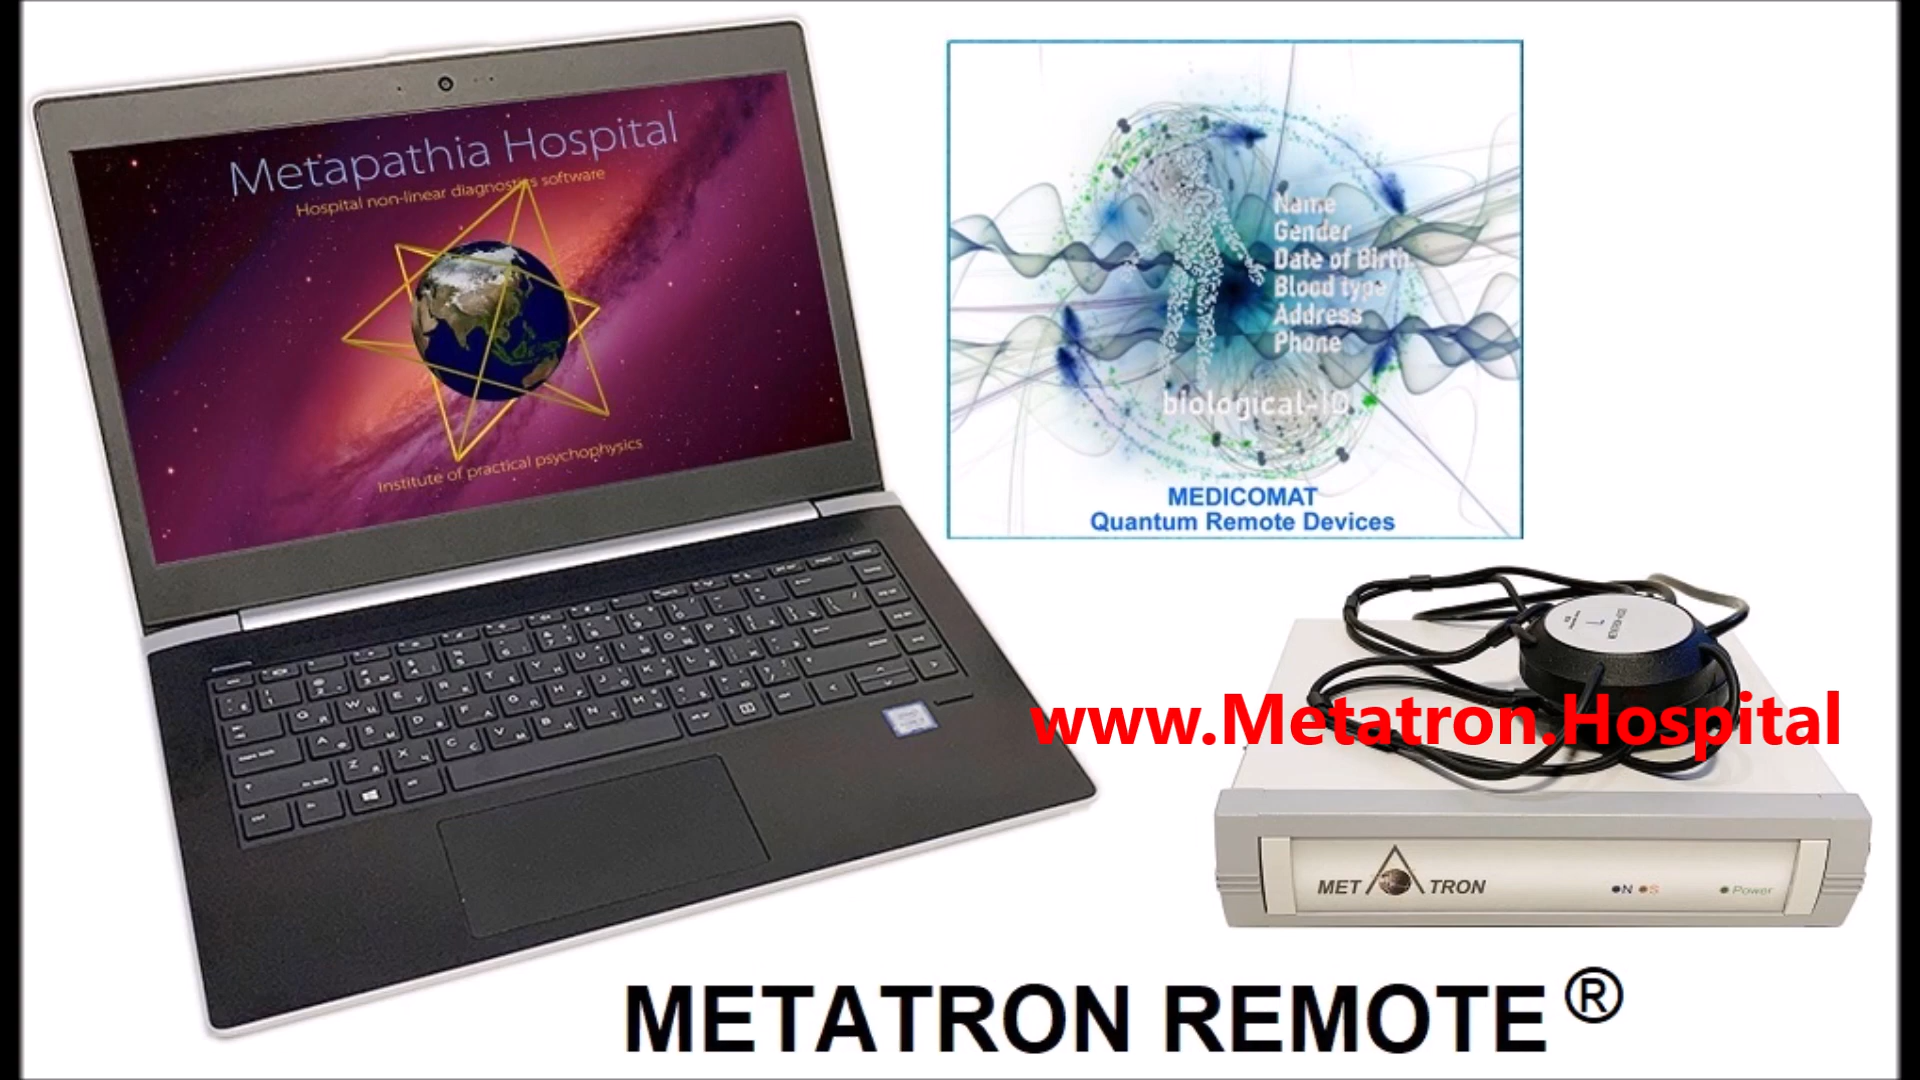 Metapathia Hospital
Hospital non-linear diagnostics software
Institute of practical psychophysics
Name
Gender
Date of Birth
Blood type
Address
Phone
biological-ID
MEDICOMAT
Quantum Remote Devices
www.Metatron.Hospital
MET TRON
N S Power
METATRON REMOTE®